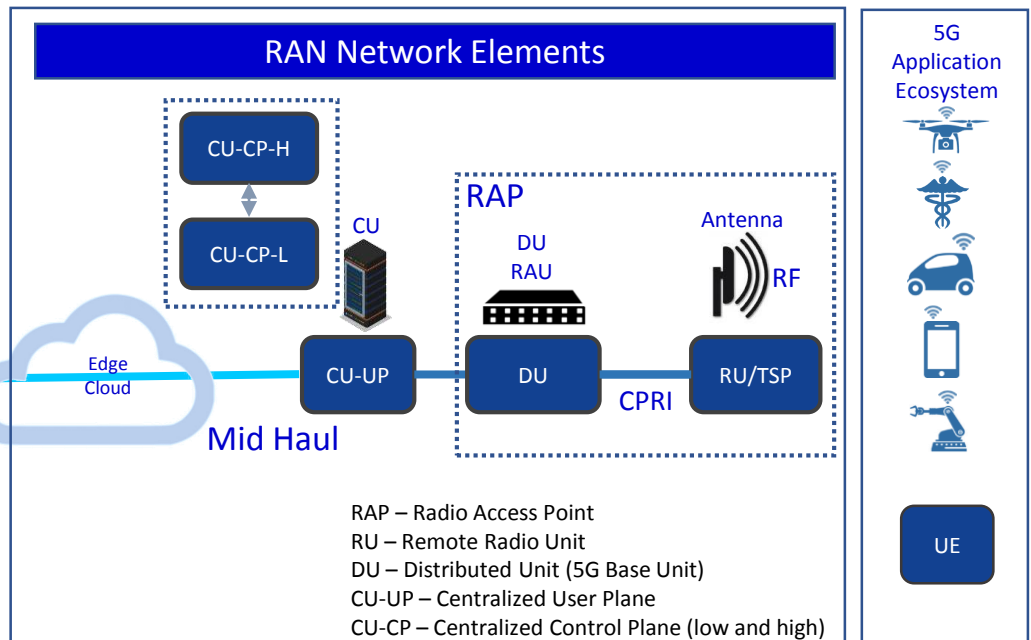 RAN Network Elements
CU-CP-H
CU-CP-L
CU
RAP
DU
RAU
Antenna
RF
Edge
Cloud
CU-UP
DU
CPRI
RU/TSP
Mid Haul
RAP – Radio Access Point
RU – Remote Radio Unit
DU – Distributed Unit (5G Base Unit)
CU-UP – Centralized User Plane
CU-CP – Centralized Control Plane (low and high)
5G
Application
Ecosystem
UE